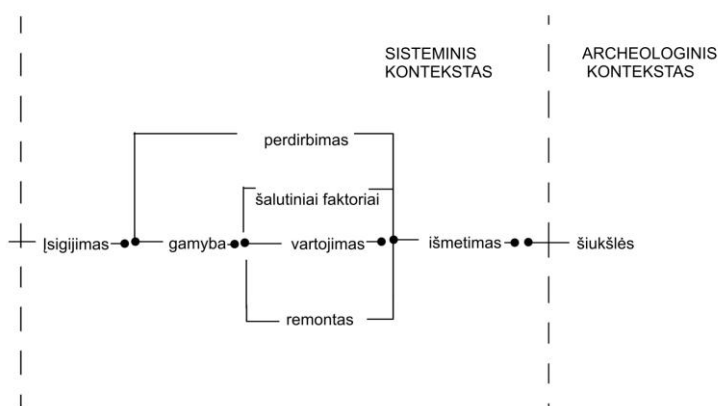 SISTEMINIS
KONTEKSTAS
ARCHEOLOGINIS
KONTEKSTAS
perdirbimas
šalutiniai faktoriai
Įsigijimas
gamyba
vartojimas
išmetimas
šiukšlės
remontas